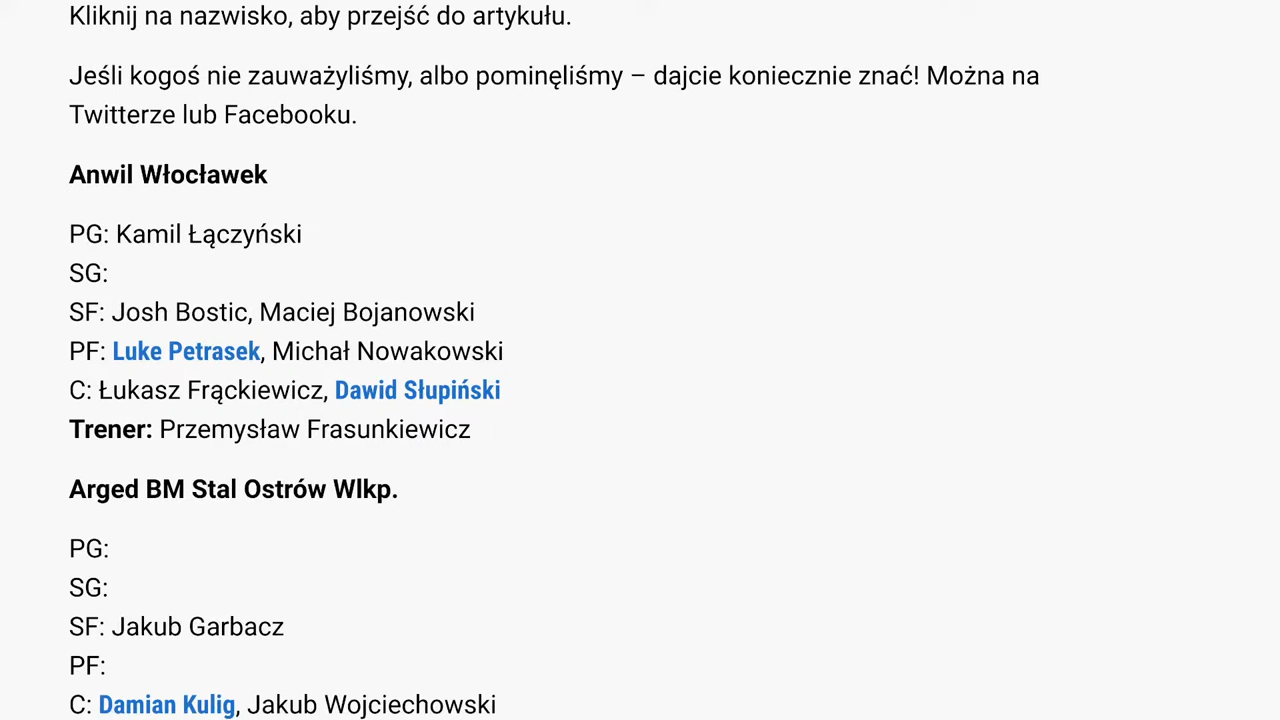 Kliknij na nazwisko, aby przejść do artykułu.
Jeśli kogoś nie zauważyliśmy, albo pominęliśmy – dajcie koniecznie znać! Można na
Twitterze lub Facebooku.
Anwil Włocławek
PG: Kamil Łączyński
SG:
SF: Josh Bostic, Maciej Bojanowski
PF: Luke Petrasek, Michał Nowakowski
C: Łukasz Frąckiewicz, Dawid Słupiński
Trener: Przemysław Frasunkiewicz
Arged BM Stal Ostrów Wlkp.
PG:
SG:
SF: Jakub Garbacz
PF:
C: Damian Kulig, Jakub Wojciechowski